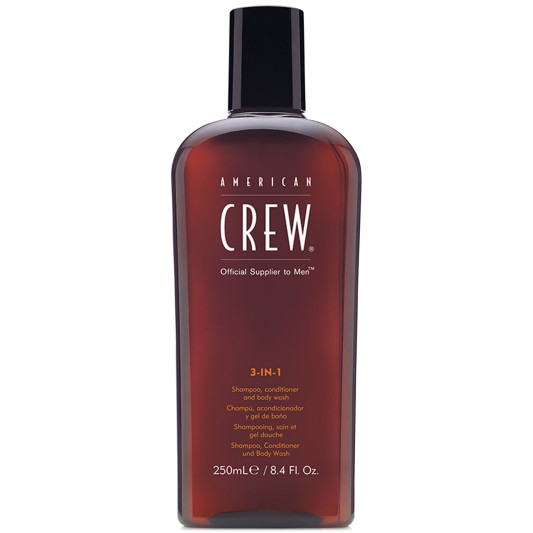 AMERICAN
CREW®
Official Supplier to Men™
3-IN-1
Shampoo, conditioner
and body wash
Champú, acondicionador
y gel de baño
Shampooing, soin et
gel douche
Shampoo, Conditioner
und Body Wash
250mL℮ / 8.4 Fl. Oz.